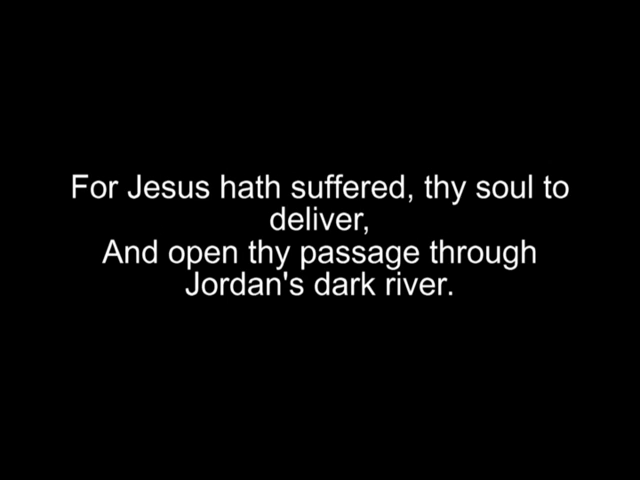 For Jesus hath suffered, thy soul to
deliver,
And open thy passage through
Jordan's dark river.